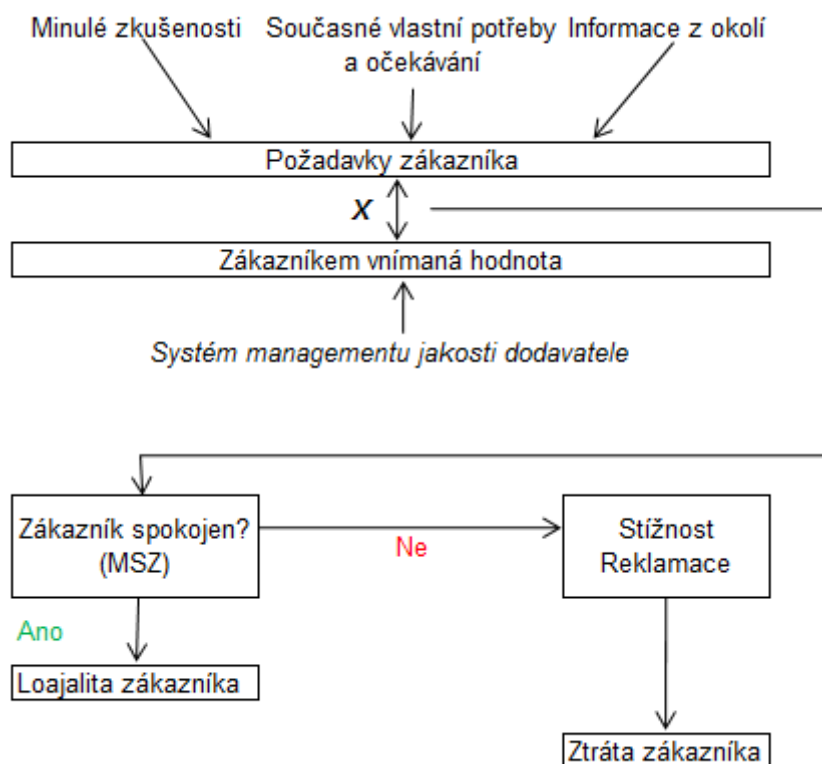 Minulé zkušenosti
Současné vlastní potřeby
a očekávání
Informace z okolí
Požadavky zákazníka
X
Zákazníkem vnímaná hodnota
Systém managementu jakosti dodavatele
Zákazník spokojen?
(MSZ)
Ne
Stížnost
Reklamace
Ano
Loajalita zákazníka
Ztráta zákazníka